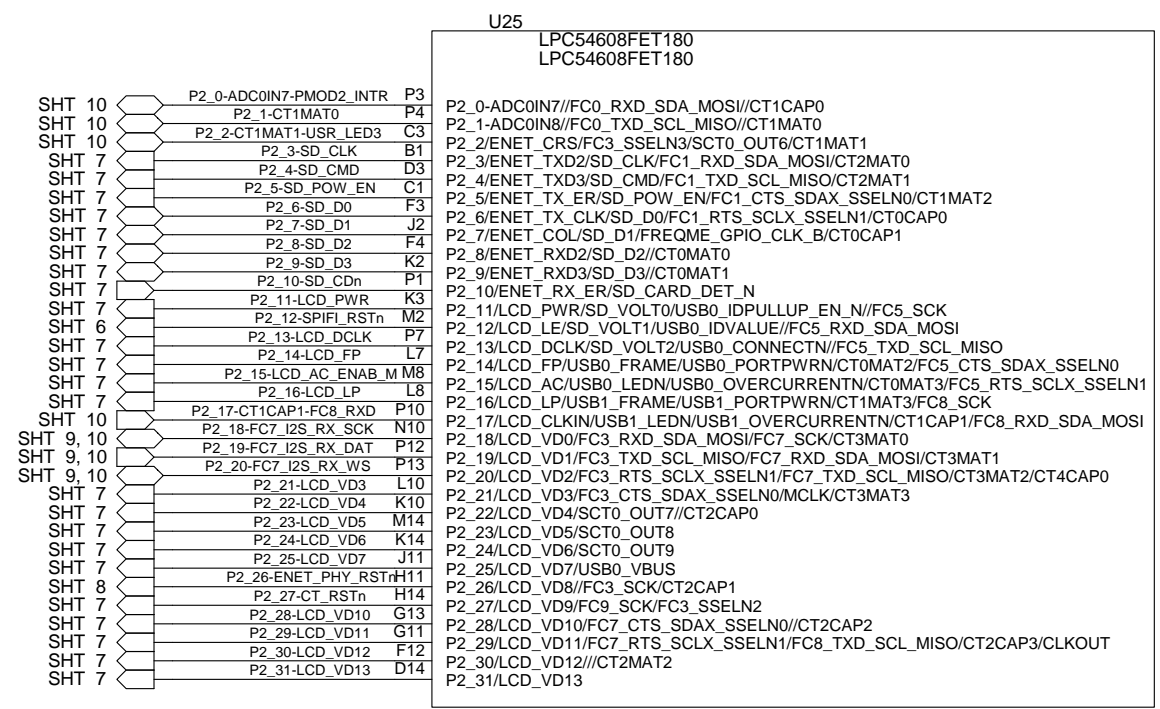 U25
LPC54608FET180
LPC54608FET180
SHT 10 P2_0-ADC0IN7-PMOD2_INTR P3 P2_0-ADC0IN7//FC0_RXD_SDA_MOSI//CT1CAP0
SHT 10 P2_1-CT1MAT0 P4 P2_1-ADC0IN8//FC0_TXD_SCL_MISO//CT1MAT0
SHT 10 P2_2-CT1MAT1-USR_LED3 C3 P2_2/ENET_CRS/FC3_SSELN3/SCT0_OUT6/CT1MAT1
SHT 7 P2_3-SD_CLK B1 P2_3/ENET_TXD2/SD_CLK/FC1_RXD_SDA_MOSI/CT2MAT0
SHT 7 P2_4-SD_CMD D3 P2_4/ENET_TXD3/SD_CMD/FC1_TXD_SCL_MISO/CT2MAT1
SHT 7 P2_5-SD_POW_EN C1 P2_5/ENET_TX_ER/SD_POW_EN/FC1_CTS_SDAX_SSELN0/CT1MAT2
SHT 7 P2_6-SD_D0 F3 P2_6/ENET_TX_CLK/SD_D0/FC1_RTS_SCLX_SSELN1/CT0CAP0
SHT 7 P2_7-SD_D1 J2 P2_7/ENET_COL/SD_D1/FREQME_GPIO_CLK_B/CT0CAP1
SHT 7 P2_8-SD_D2 F4 P2_8/ENET_RXD2/SD_D2//CT0MAT0
SHT 7 P2_9-SD_D3 K2 P2_9/ENET_RXD3/SD_D3//CT0MAT1
SHT 7 P2_10-SD_CDn P1 P2_10/ENET_RX_ER/SD_CARD_DET_N
SHT 7 P2_11-LCD_PWR K3 P2_11/LCD_PWR/SD_VOLT0/USB0_IDPULLUP_EN_N//FC5_SCK
SHT 6 P2_12-SPIFI_RSTn M2 P2_12/LCD_LE/SD_VOLT1/USB0_IDVALUE//FC5_RXD_SDA_MOSI
SHT 7 P2_13-LCD_DCLK P7 P2_13/LCD_DCLK/SD_VOLT2/USB0_CONNECTN//FC5_TXD_SCL_MISO
SHT 7 P2_14-LCD_FP L7 P2_14/LCD_FP/USB0_FRAME/USB0_PORTPWRN/CT0MAT2/FC5_CTS_SDAX_SSELN0
SHT 7 P2_15-LCD_AC_ENAB_M M8 P2_15/LCD_AC/USB0_LEDN/USB0_OVERCURRENTN/CT0MAT3/FC5_RTS_SCLX_SSELN1
SHT 7 P2_16-LCD_LP L8 P2_16/LCD_LP/USB1_FRAME/USB1_PORTPWRN/CT1MAT3/FC8_SCK
SHT 10 P2_17-CT1CAP1-FC8_RXD P10 P2_17/LCD_CLKIN/USB1_LEDN/USB1_OVERCURRENTN/CT1CAP1/FC8_RXD_SDA_MOSI
SHT 9, 10 P2_18-FC7_I2S_RX_SCK N10 P2_18/LCD_VD0/FC3_RXD_SDA_MOSI/FC7_SCK/CT3MAT0
SHT 9, 10 P2_19-FC7_I2S_RX_DAT P12 P2_19/LCD_VD1/FC3_TXD_SCL_MISO/FC7_RXD_SDA_MOSI/CT3MAT1
SHT 9, 10 P2_20-FC7_I2S_RX_WS P13 P2_20/LCD_VD2/FC3_RTS_SCLX_SSELN1/FC7_TXD_SCL_MISO/CT3MAT2/CT4CAP0
SHT 7 P2_21-LCD_VD3 L10 P2_21/LCD_VD3/FC3_CTS_SDAX_SSELN0/MCLK/CT3MAT3
SHT 7 P2_22-LCD_VD4 K10 P2_22/LCD_VD4/SCT0_OUT7//CT2CAP0
SHT 7 P2_23-LCD_VD5 M14 P2_23/LCD_VD5/SCT0_OUT8
SHT 7 P2_24-LCD_VD6 K14 P2_24/LCD_VD6/SCT0_OUT9
SHT 7 P2_25-LCD_VD7 J11 P2_25/LCD_VD7/USB0_VBUS
SHT 8 P2_26-ENET_PHY_RSTn H11 P2_26/LCD_VD8//FC3_SCK/CT2CAP1
SHT 7 P2_27-CT_RSTn H14 P2_27/LCD_VD9/FC9_SCK/FC3_SSELN2
SHT 7 P2_28-LCD_VD10 G13 P2_28/LCD_VD10/FC7_CTS_SDAX_SSELN0//CT2CAP2
SHT 7 P2_29-LCD_VD11 G11 P2_29/LCD_VD11/FC7_RTS_SCLX_SSELN1/FC8_TXD_SCL_MISO/CT2CAP3/CLKOUT
SHT 7 P2_30-LCD_VD12 F12 P2_30/LCD_VD12///CT2MAT2
SHT 7 P2_31-LCD_VD13 D14 P2_31/LCD_VD13